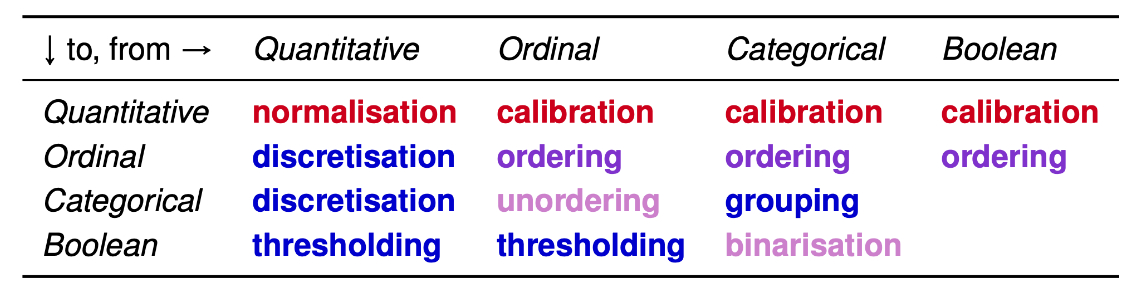 ↓ to, from → Quantitative Ordinal Categorical Boolean
Quantitative normalisation calibration calibration calibration
Ordinal discretisation ordering ordering ordering
Categorical discretisation unordering grouping
Boolean thresholding thresholding binarisation